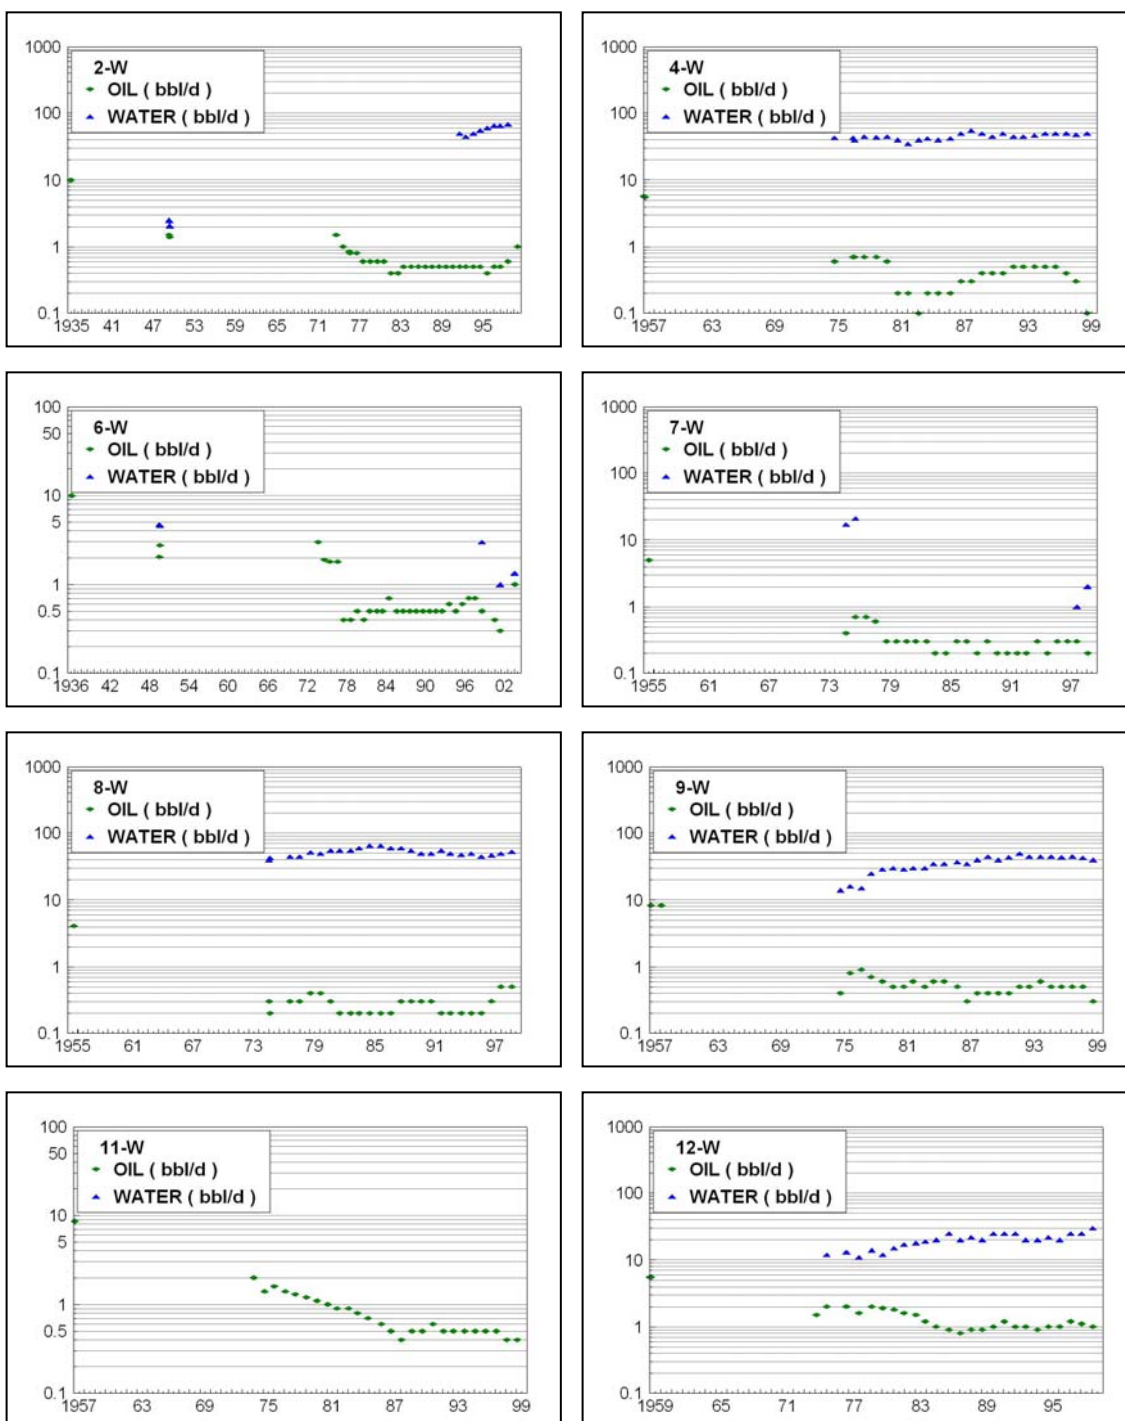 2-W
OIL ( bbl/d )
WATER ( bbl/d )
1000
100
10
1
0.1
1935 41 47 53 59 65 71 77 83 89 95
4-W
OIL ( bbl/d )
WATER ( bbl/d )
1000
100
10
1
0.1
1957 63 69 75 81 87 93 99
6-W
OIL ( bbl/d )
WATER ( bbl/d )
100
50
10
5
1
0.5
0.1
1936 42 48 54 60 66 72 78 84 90 96 02
7-W
OIL ( bbl/d )
WATER ( bbl/d )
1000
100
10
1
0.1
1955 61 67 73 79 85 91 97
8-W
OIL ( bbl/d )
WATER ( bbl/d )
1000
100
10
1
0.1
1955 61 67 73 79 85 91 97
9-W
OIL ( bbl/d )
WATER ( bbl/d )
1000
100
10
1
0.1
1957 63 69 75 81 87 93 99
11-W
OIL ( bbl/d )
WATER ( bbl/d )
100
50
10
5
1
0.5
0.1
1957 63 69 75 81 87 93 99
12-W
OIL ( bbl/d )
WATER ( bbl/d )
1000
100
10
1
0.1
1959 65 71 77 83 89 95